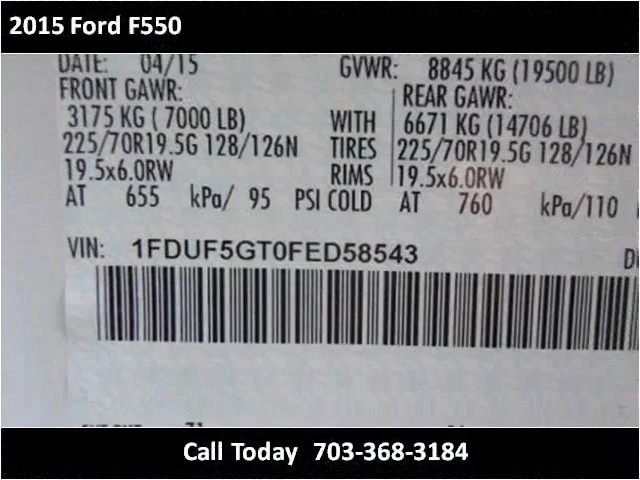 2015 Ford F550
DATE: 04/15 GVWR: 8845 KG (19500 LB)
FRONT GAWR: REAR GAWR:
3175 KG ( 7000 LB) WITH 6671 KG (14706 LB)
225/70R19.5G 128/126N TIRES 225/70R19.5G 128/126N
19.5x6.0RW RIMS 19.5x6.0RW
AT 655 kPa/ 95 PSI COLD AT 760 kPa/110
VIN: 1FDUF5GT0FED58543
Call Today 703-368-3184